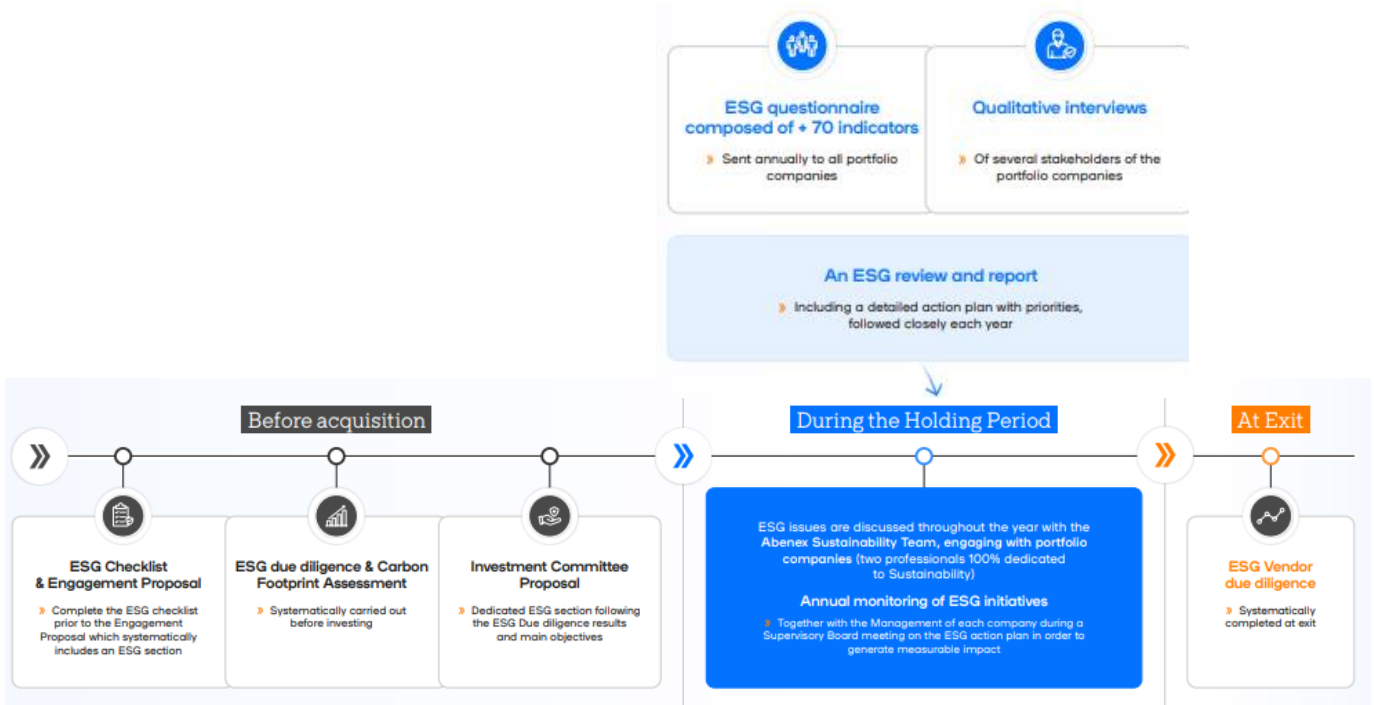 ESG questionnaire
composed of + 70 indicators
» Sent annually to all portfolio
companies
Qualitative interviews
» Of several stakeholders of the
portfolio companies
An ESG review and report
» Including a detailed action plan with priorities,
followed closely each year
Before acquisition
ESG Checklist
& Engagement Proposal
» Complete the ESG checklist
prior to the Engagement
Proposal which systematically
includes an ESG section
ESG due diligence & Carbon
Footprint Assessment
» Systematically carried out
before investing
Investment Committee
Proposal
» Dedicated ESG section following
the ESG Due diligence results
and main objectives
During the Holding Period
ESG issues are discussed throughout the year with the
Abenex Sustainability Team, engaging with portfolio
companies (two professionals 100% dedicated
to Sustainability)
Annual monitoring of ESG initiatives
» Together with the Management of each company during a
Supervisory Board meeting on the ESG action plan in order to
generate measurable impact
At Exit
ESG Vendor
due diligence
» Systematically
completed at exit